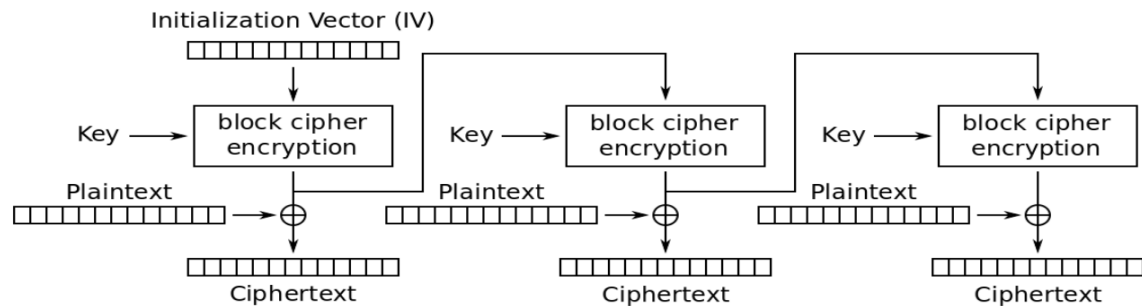 Initialization Vector (IV)
Key
block cipher
encryption
Key
block cipher
encryption
Key
block cipher
encryption
Plaintext
Plaintext
Plaintext
Ciphertext
Ciphertext
Ciphertext